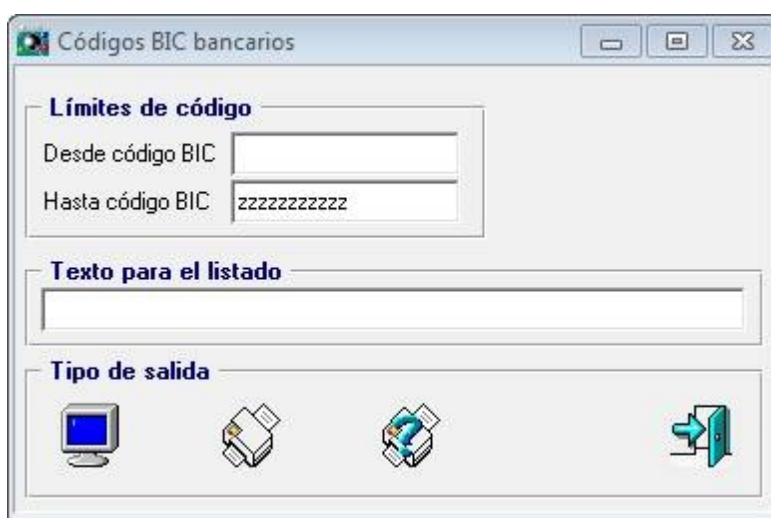 Códigos BIC bancarios
Límites de código
Desde código BIC
Hasta código BIC zzzzzzzzzzz
Texto para el listado
Tipo de salida